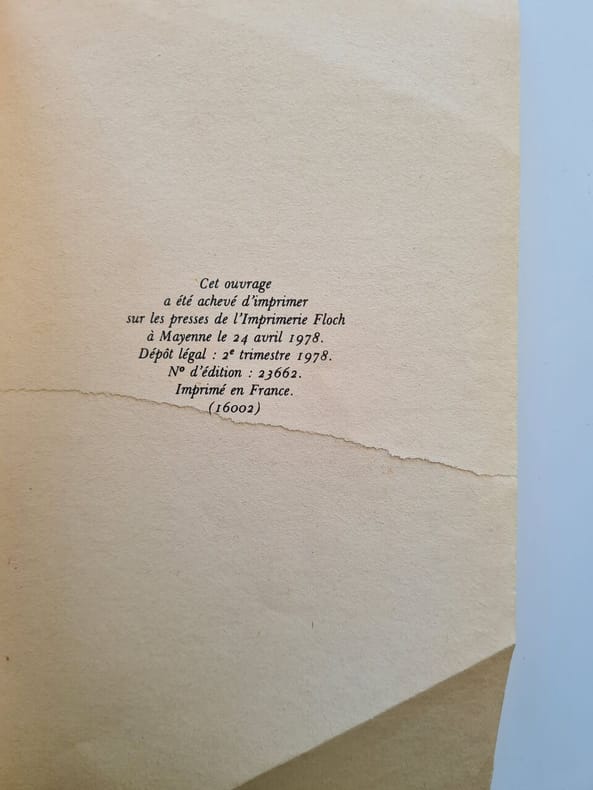 Cet ouvrage
a été achevé d'imprimer
sur les presses de l'Imprimerie Floch
à Mayenne le 24 avril 1978.
Dépôt légal : 2e trimestre 1978.
No d'édition : 23662.
Imprimé en France.
(16002)